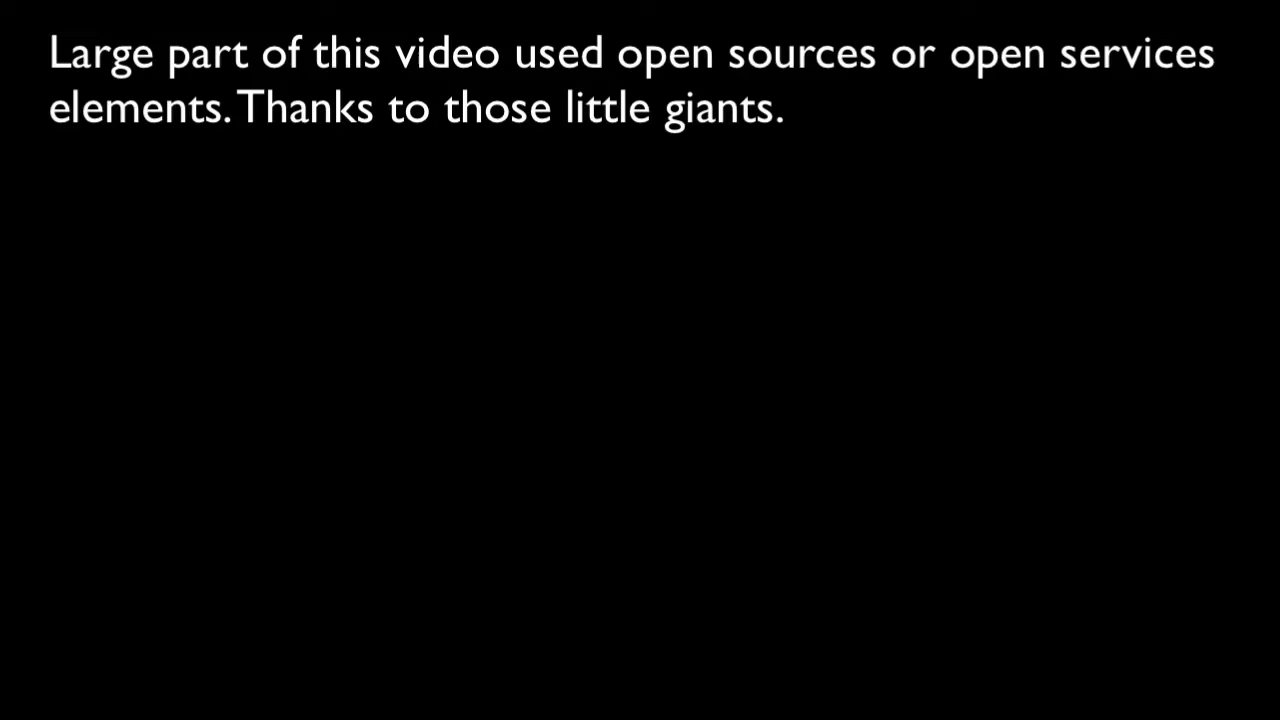 Large part of this video used open sources or open services
elements. Thanks to those little giants.